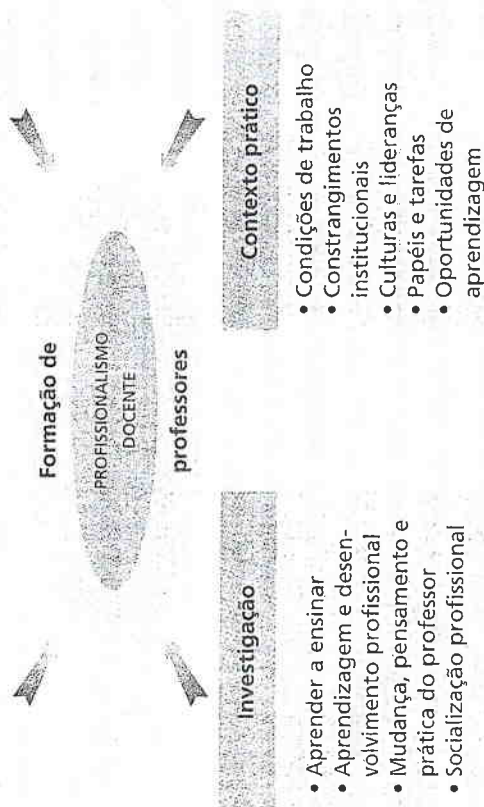 Formação de
PROFISSIONALISMO
DOCENTE
professores
Investigação
• Aprender a ensinar
• Aprendizagem e desen-
volvimento profissional
• Mudança, pensamento e
prática do professor
• Socialização profissional
Contexto prático
• Condições de trabalho
• Constrangimentos
institucionais
• Culturas e lideranças
• Papéis e tarefas
• Oportunidades de
aprendizagem